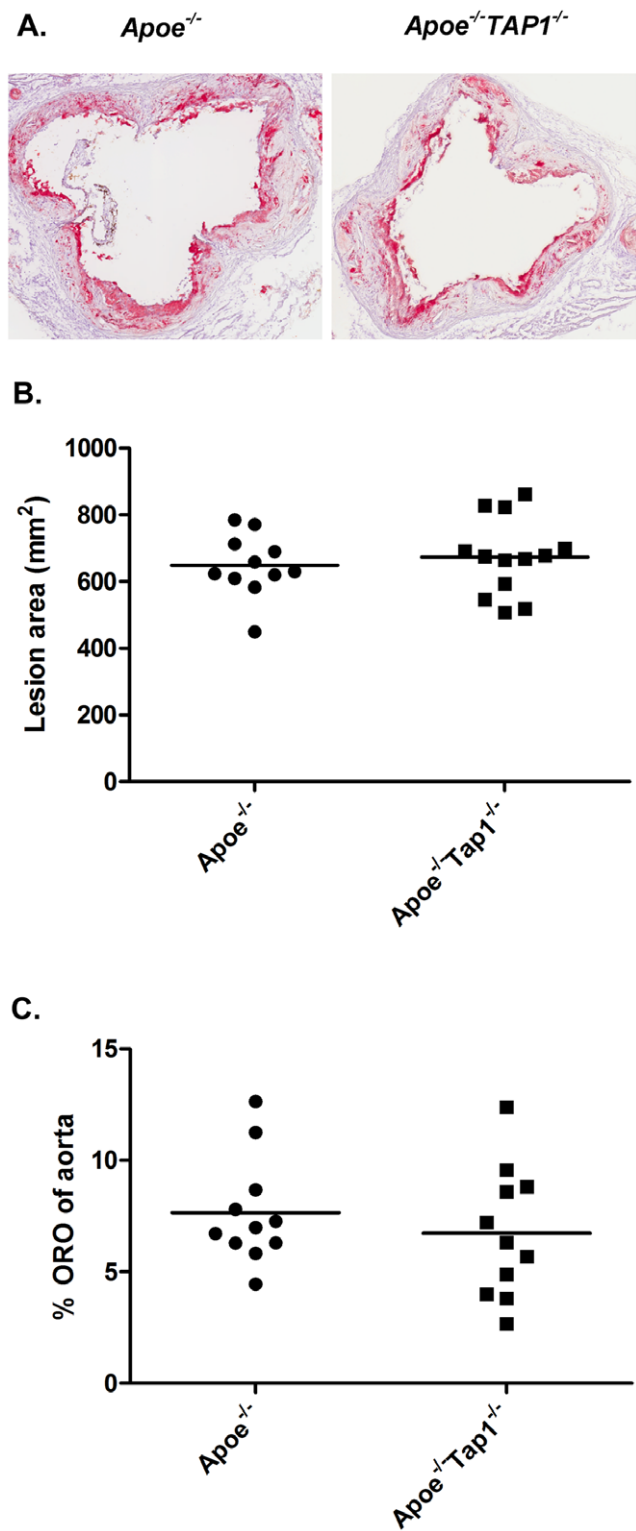 A.
Apoe-/-
Apoe-/-TAP1-/-
B.
Lesion area (mm2)
1000
800
600
400
200
0
Apoe-/-
Apoe-/-Tap1-/-
C.
% ORO of aorta
15
10
5
0
Apoe-/-
Apoe-/-Tap1-/-